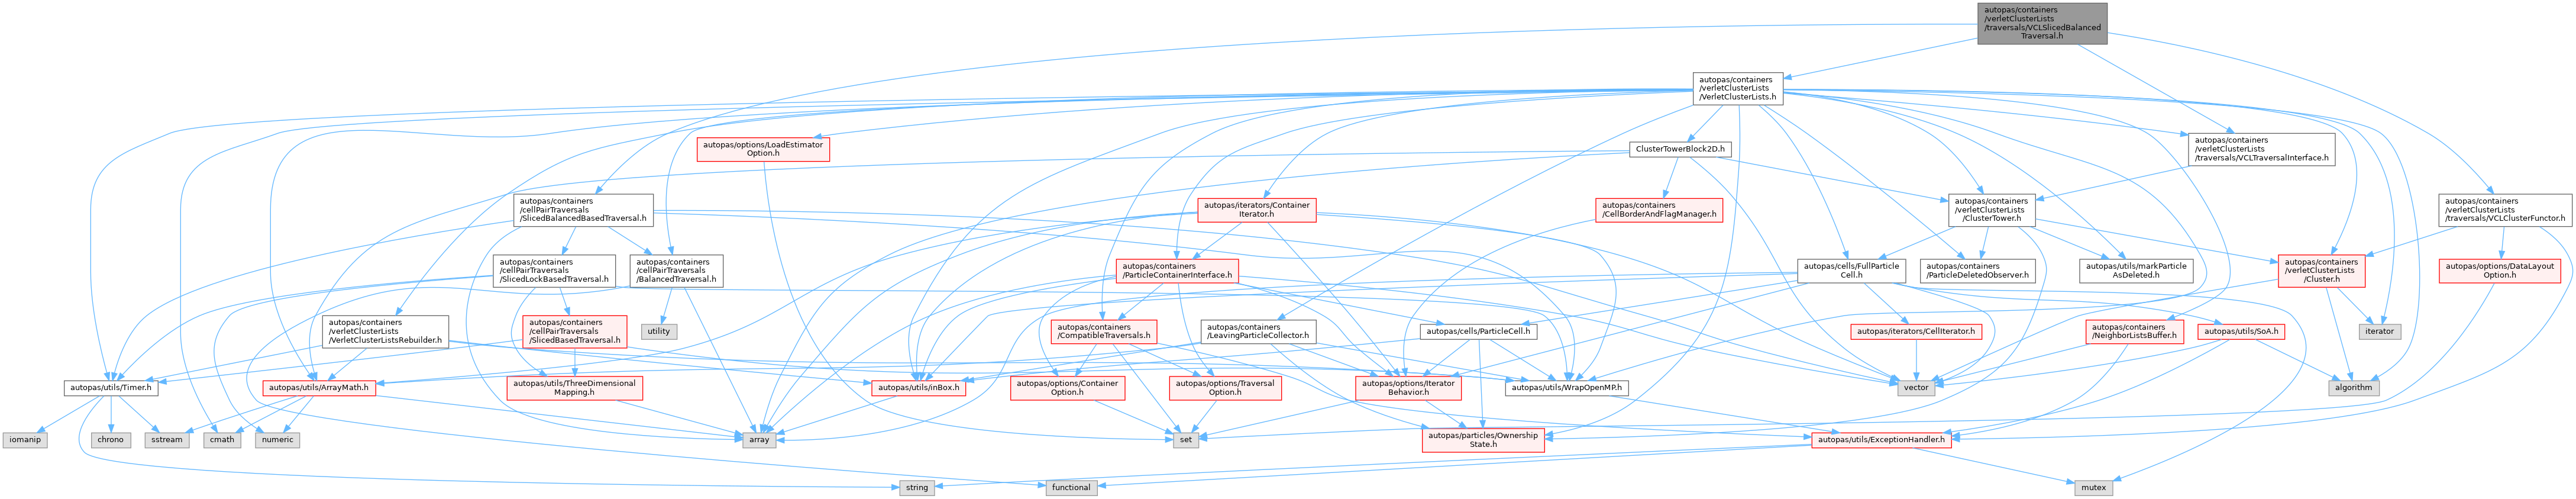 autopas/containers
/verletClusterLists
/traversals/VCLSlicedBalanced
Traversal.h
autopas/containers
/verletClusterLists
/VerletClusterLists.h
autopas/options/LoadEstimator
Option.h
ClusterTowerBlock2D.h
autopas/containers
/verletClusterLists
/traversals/VCLTraversalInterface.h
autopas/containers
/cellPairTraversals
/SlicedBalancedBasedTraversal.h
autopas/iterators/Container
Iterator.h
autopas/containers
/CellBorderAndFlagManager.h
autopas/containers
/verletClusterLists
/ClusterTower.h
autopas/containers
/verletClusterLists
/traversals/VCLClusterFunctor.h
autopas/containers
/cellPairTraversals
/SlicedLockBasedTraversal.h
autopas/containers
/cellPairTraversals
/BalancedTraversal.h
autopas/containers
/ParticleContainerInterface.h
autopas/cells/FullParticle
Cell.h
autopas/containers
/ParticleDeletedObserver.h
autopas/utils/markParticle
AsDeleted.h
autopas/containers
/verletClusterLists
/Cluster.h
autopas/options/DataLayout
Option.h
autopas/containers
/verletClusterLists
/VerletClusterListsRebuilder.h
autopas/containers
/cellPairTraversals
/SlicedBasedTraversal.h
utility
autopas/containers
/CompatibleTraversals.h
autopas/containers
/LeavingParticleCollector.h
autopas/cells/ParticleCell.h
autopas/iterators/CellIterator.h
autopas/containers
/NeighborListsBuffer.h
autopas/utils/SoA.h
iterator
autopas/utils/Timer.h
autopas/utils/ArrayMath.h
autopas/utils/ThreeDimensional
Mapping.h
autopas/utils/inBox.h
autopas/options/Container
Option.h
autopas/options/Traversal
Option.h
autopas/options/Iterator
Behavior.h
autopas/utils/WrapOpenMP.h
vector
algorithm
iomanip
chrono
sstream
cmath
numeric
array
set
autopas/particles/Ownership
State.h
autopas/utils/ExceptionHandler.h
string
functional
mutex